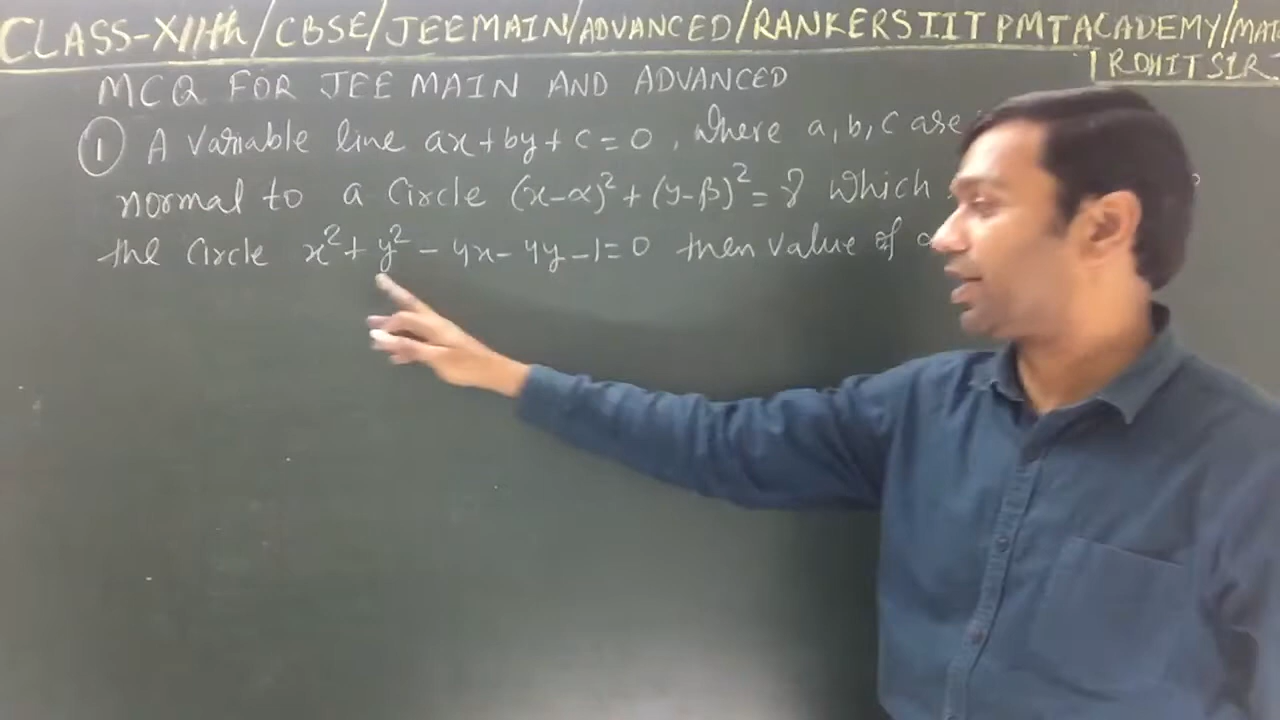 CLASS-XIIth/CBSE/JEEMAIN/ADVANCED/RANKERS IIT PMT ACADEMY/MAT
ROHIT SIR
MCQ FOR JEE MAIN AND ADVANCED
① A variable line ax+by+c=0, where a,b,c are
normal to a circle (x-α)²+(y-β)²=γ which
the circle x²+y²-4x-4y-1=0 then value of